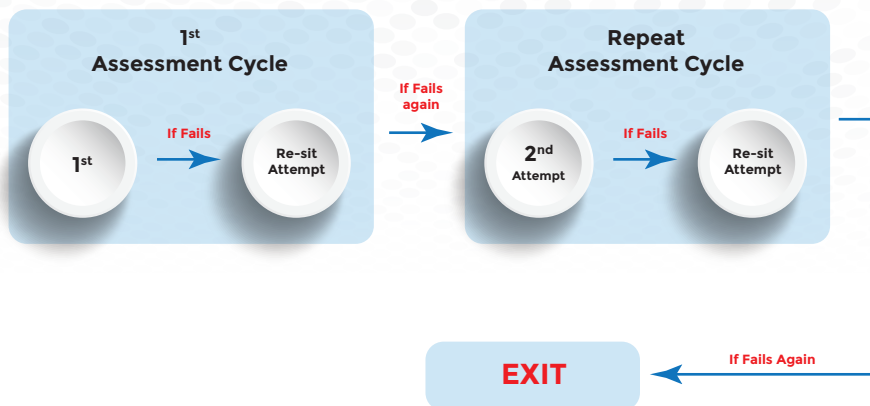 1st
Assessment Cycle
1st
If Fails
Re-sit
Attempt
If Fails
again
Repeat
Assessment Cycle
2nd
Attempt
If Fails
Re-sit
Attempt
If Fails Again
EXIT